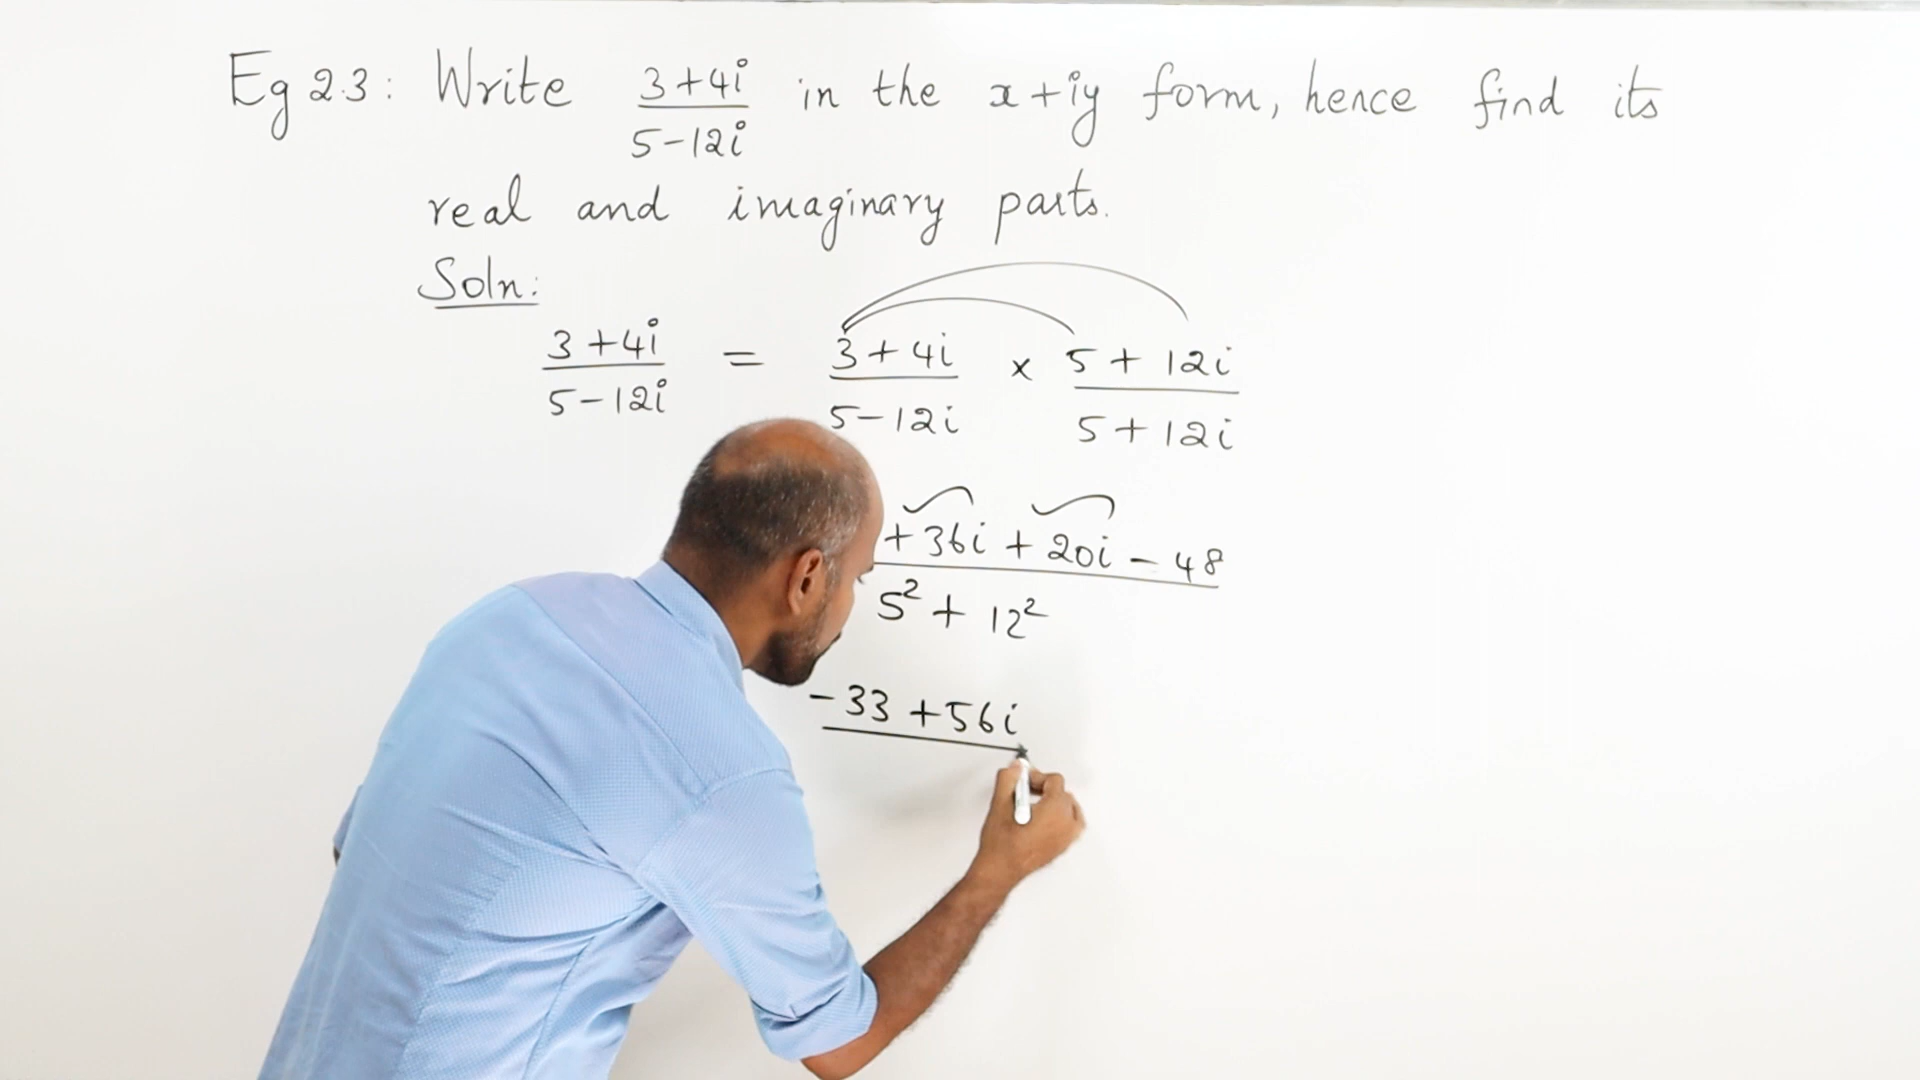 Eg 2.3: Write (3+4i)/(5-12i) in the x+iy form, hence find its
real and imaginary parts.
Soln:
(3+4i)/(5-12i) = (3+4i)/(5-12i) × (5+12i)/(5+12i)
+36i + 20i - 48
5² + 12²
-33 + 56i